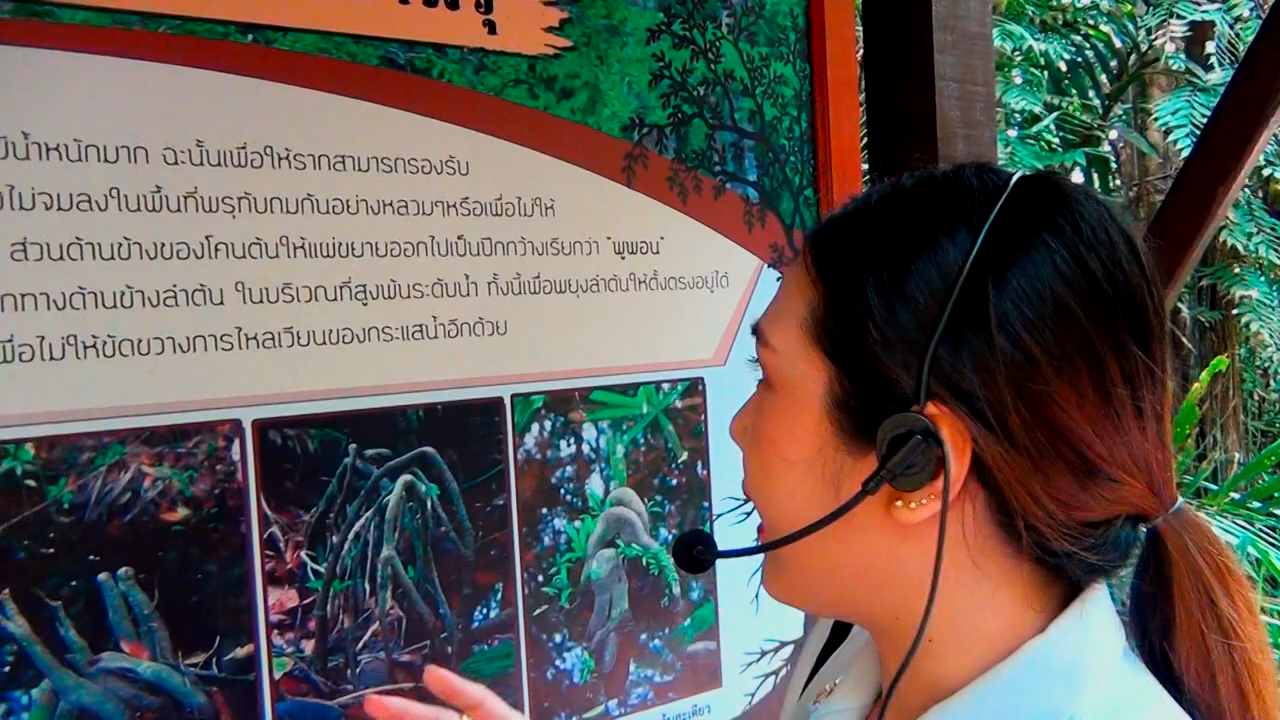 มีน้ำหนักมาก ฉะนั้นเพื่อให้รากสามารถรองรับ
ไม่จมลงในพื้นที่พรุทับถมกันอย่างหลวมๆหรือเพื่อไม่ให้
ส่วนด้านข้างของโคนต้นให้แผ่ขยายออกไปเป็นปีกกว้างเรียกว่า "พูพอน"
ทางด้านข้างลำต้น ในบริเวณที่สูงพ้นระดับน้ำ ทั้งนี้เพื่อพยุงลำต้นให้ตั้งตรงอยู่ได้
เพื่อไม่ให้ขัดขวางการไหลเวียนของกระแสน้ำอีกด้วย